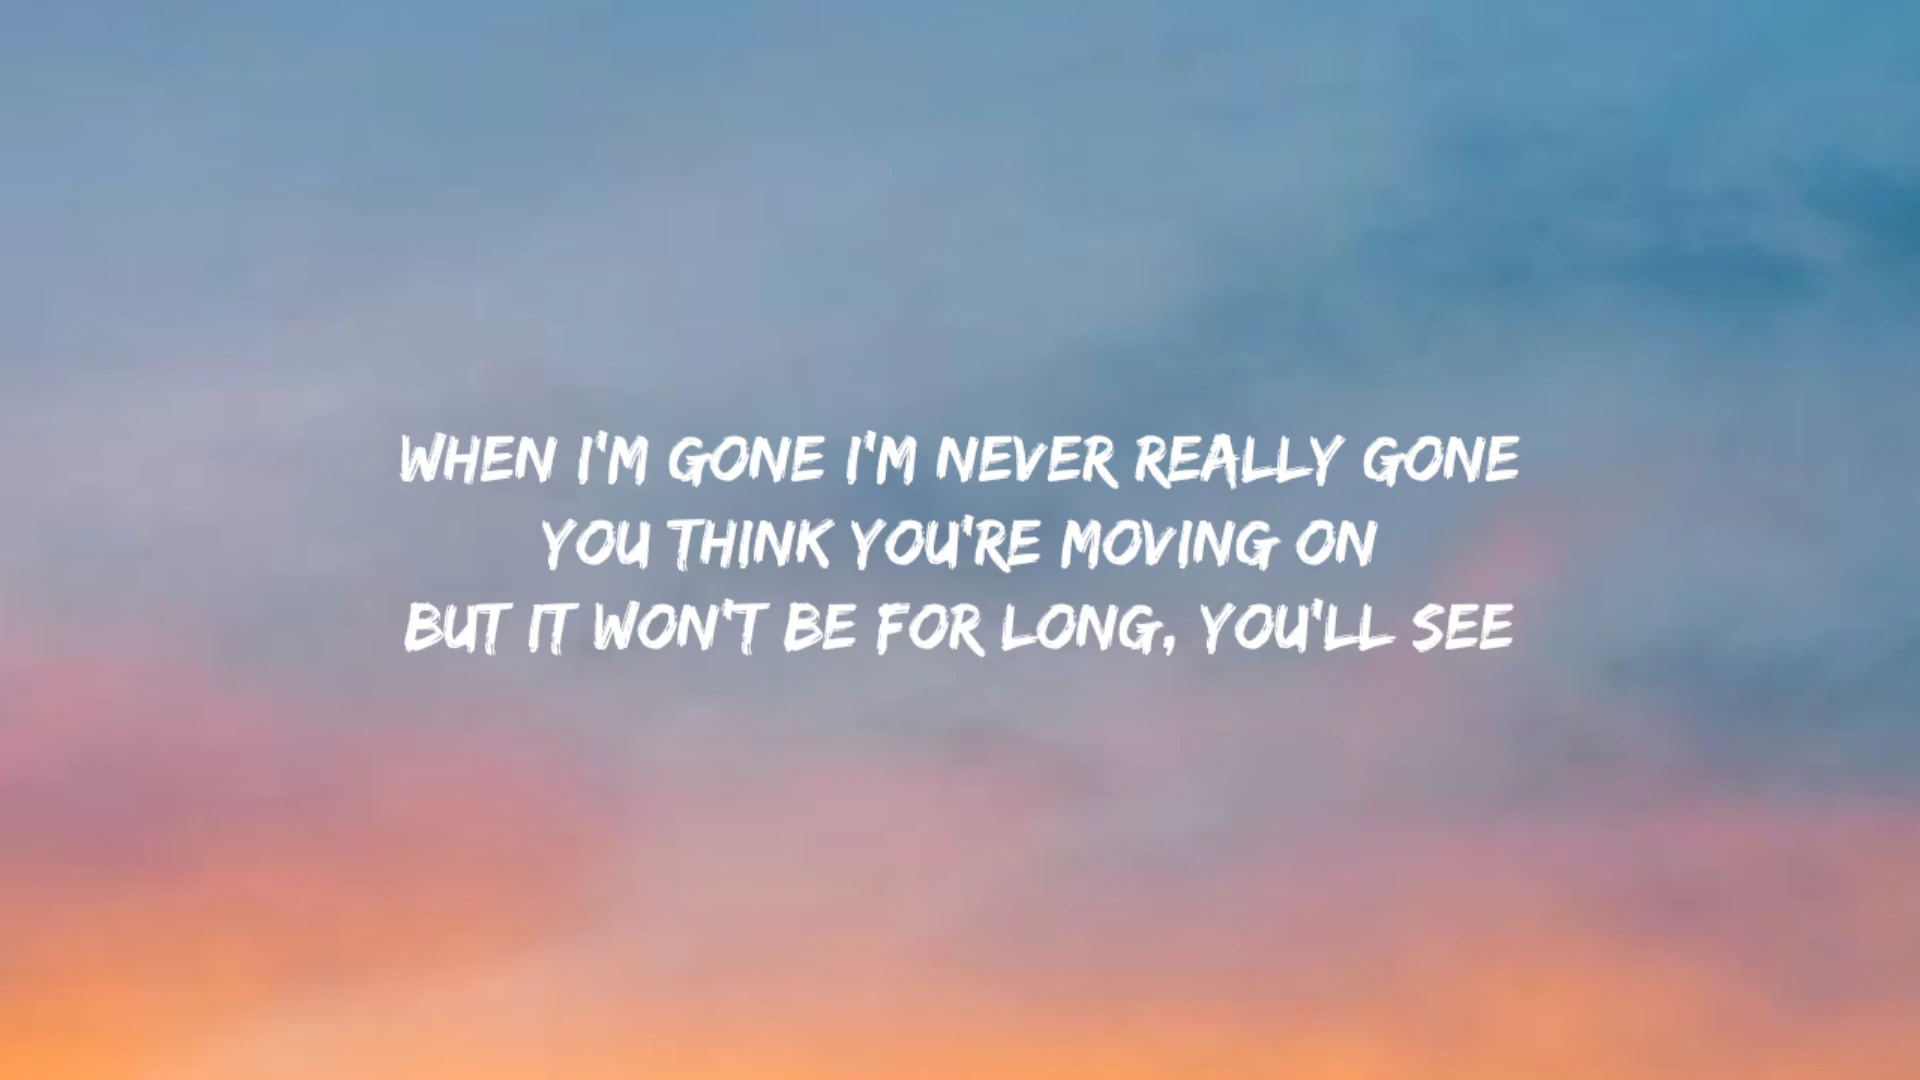 WHEN I'M GONE I'M NEVER REALLY GONE
YOU THINK YOU'RE MOVING ON
BUT IT WON'T BE FOR LONG, YOU'LL SEE